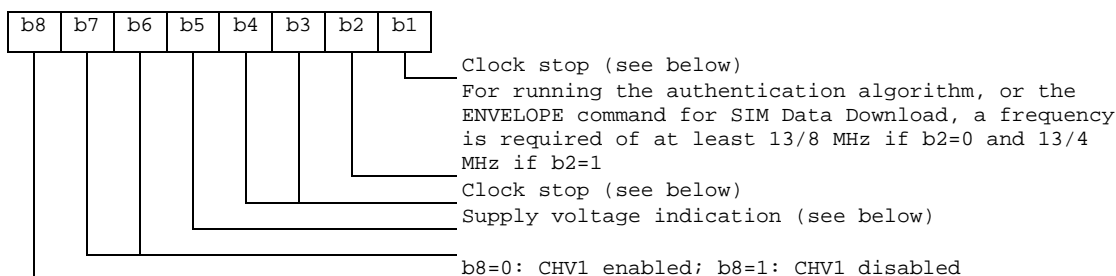 b8 b7 b6 b5 b4 b3 b2 b1
Clock stop (see below)
For running the authentication algorithm, or the
ENVELOPE command for SIM Data Download, a frequency
is required of at least 13/8 MHz if b2=0 and 13/4
MHz if b2=1
Clock stop (see below)
Supply voltage indication (see below)
b8=0: CHV1 enabled; b8=1: CHV1 disabled